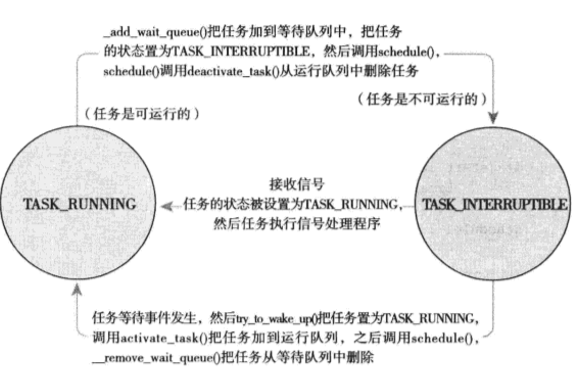 _add_wait_queue()把任务加到等待队列中，把任务
的状态置为TASK_INTERRUPTIBLE，然后调用schedule()，
schedule()调用deactivate_task()从运行队列中删除任务
（任务是可运行的）
（任务是不可运行的）
TASK_RUNNING
接收信号
任务的状态被设置为TASK_RUNNING，
然后任务执行信号处理程序
TASK_INTERRUPTIBLE
任务等待事件发生，然后try_to_wake_up()把任务置为TASK_RUNNING，
调用activate_task()把任务加到运行队列，之后调用schedule()，
__remove_wait_queue()把任务从等待队列中删除